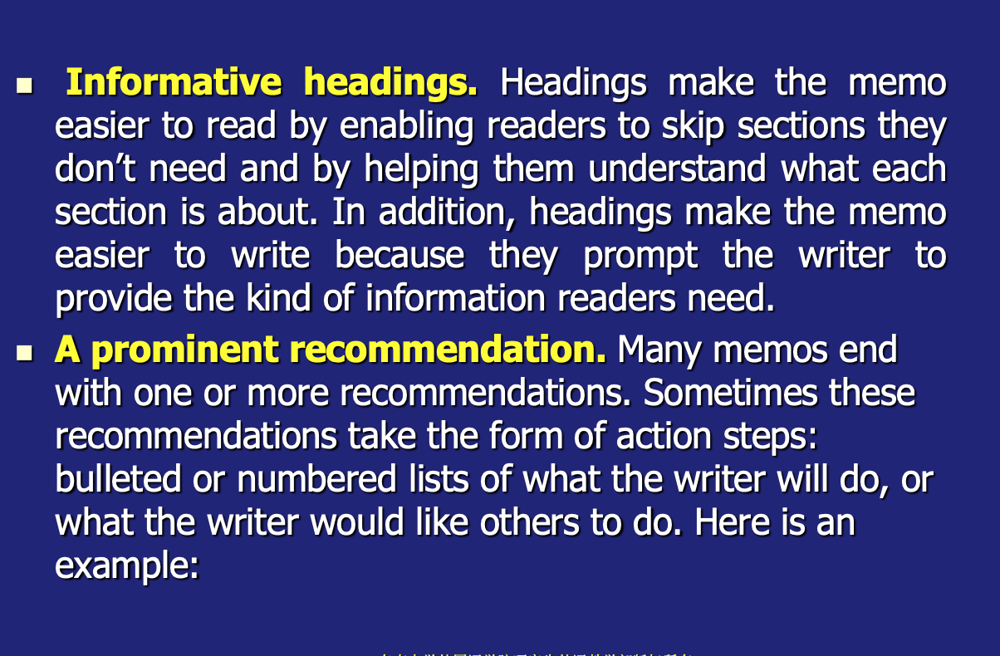 Informative headings. Headings make the memo
easier to read by enabling readers to skip sections they
don’t need and by helping them understand what each
section is about. In addition, headings make the memo
easier to write because they prompt the writer to
provide the kind of information readers need.
A prominent recommendation. Many memos end
with one or more recommendations. Sometimes these
recommendations take the form of action steps:
bulleted or numbered lists of what the writer will do, or
what the writer would like others to do. Here is an
example: